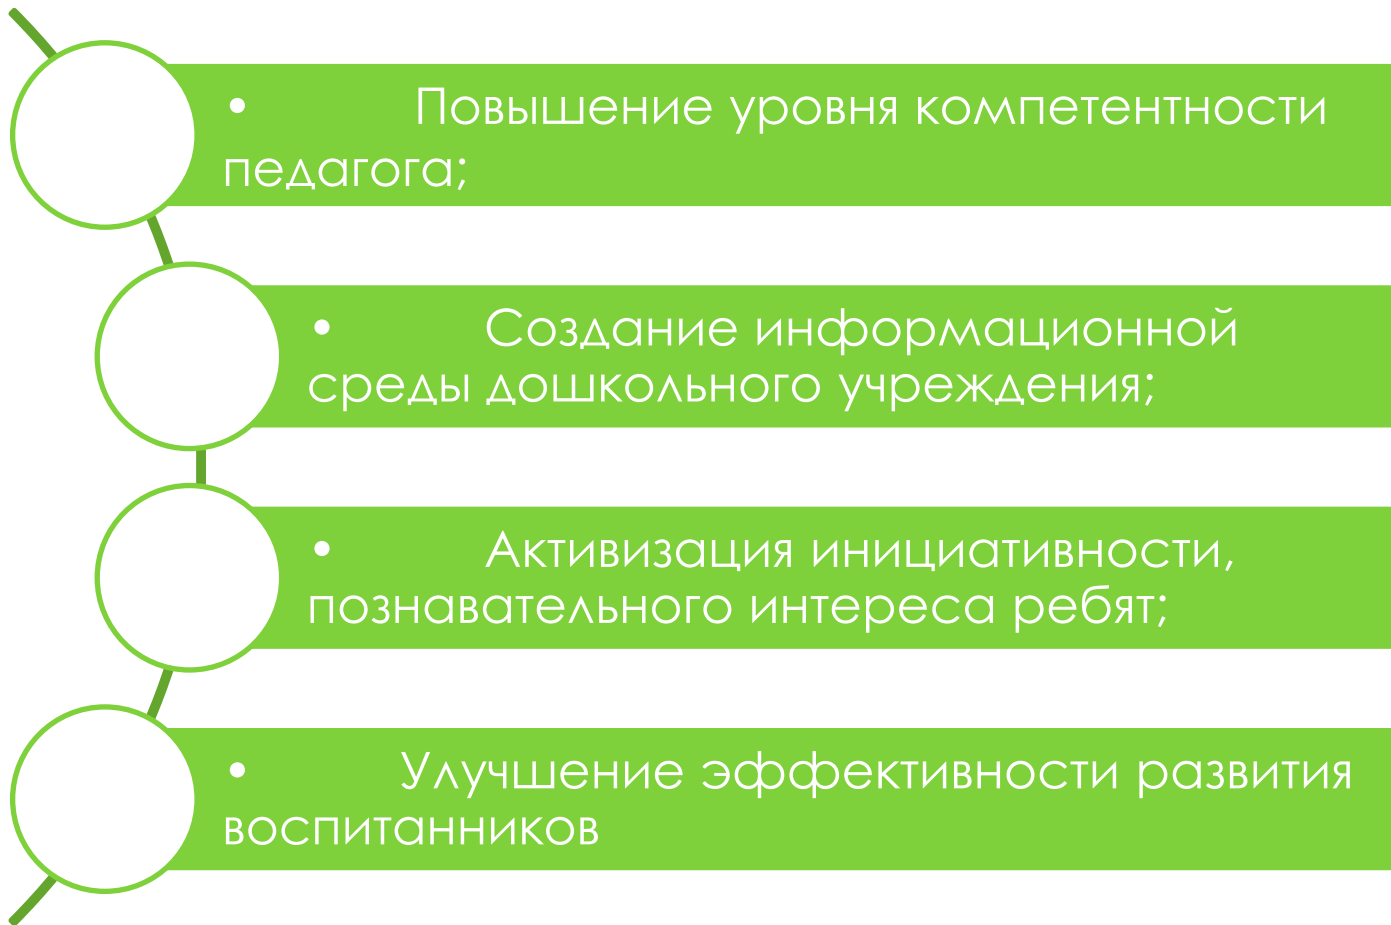 • Повышение уровня компетентности
педагога;
• Создание информационной
среды дошкольного учреждения;
• Активизация инициативности,
познавательного интереса ребят;
• Улучшение эффективности развития
воспитанников